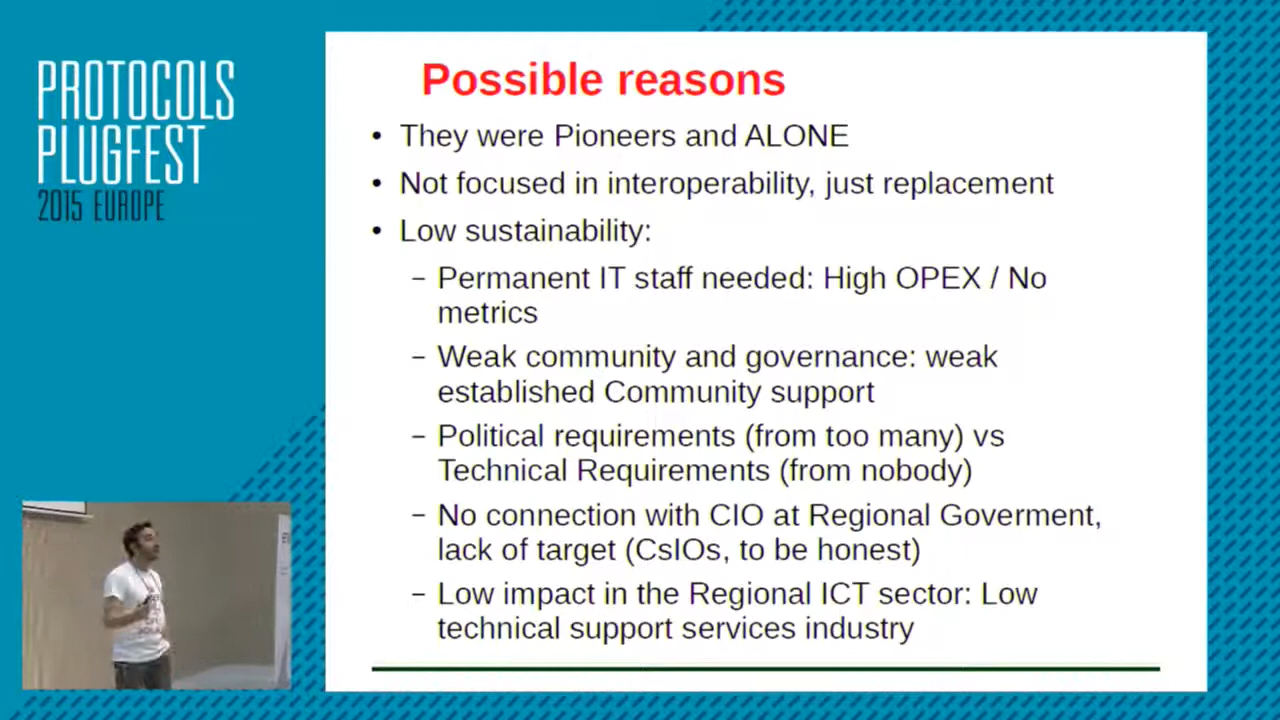 PROTOCOLS
PLUGFEST
2015 EUROPE
Possible reasons
• They were Pioneers and ALONE
• Not focused in interoperability, just replacement
• Low sustainability:
– Permanent IT staff needed: High OPEX / No
metrics
– Weak community and governance: weak
established Community support
– Political requirements (from too many) vs
Technical Requirements (from nobody)
– No connection with CIO at Regional Goverment,
lack of target (CsIOs, to be honest)
– Low impact in the Regional ICT sector: Low
technical support services industry